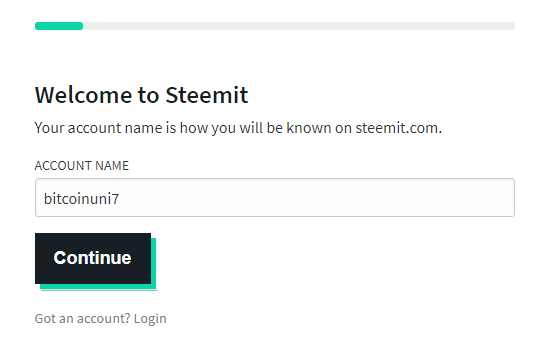 Welcome to Steemit
Your account name is how you will be known on steemit.com.
ACCOUNT NAME
bitcoinuni7
Continue
Got an account? Login